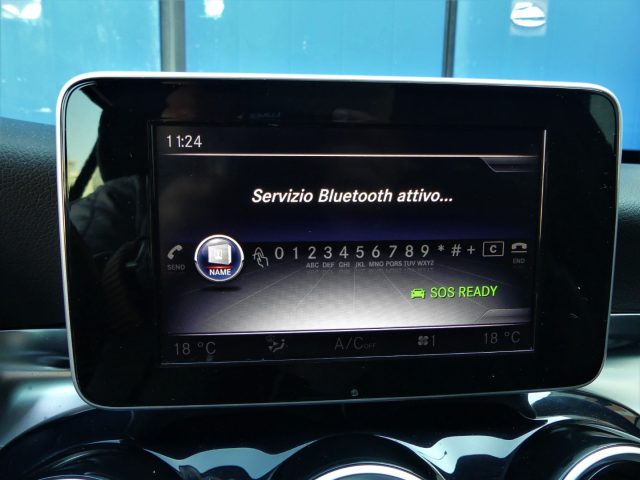 11:24
Servizio Bluetooth attivo...
SEND NAME 0 1 2 3 4 5 6 7 8 9 * # + C END
ABC DEF GHI JKL MNO PQRS TUV WXYZ
SOS READY
18 °C A/C OFF 18 °C